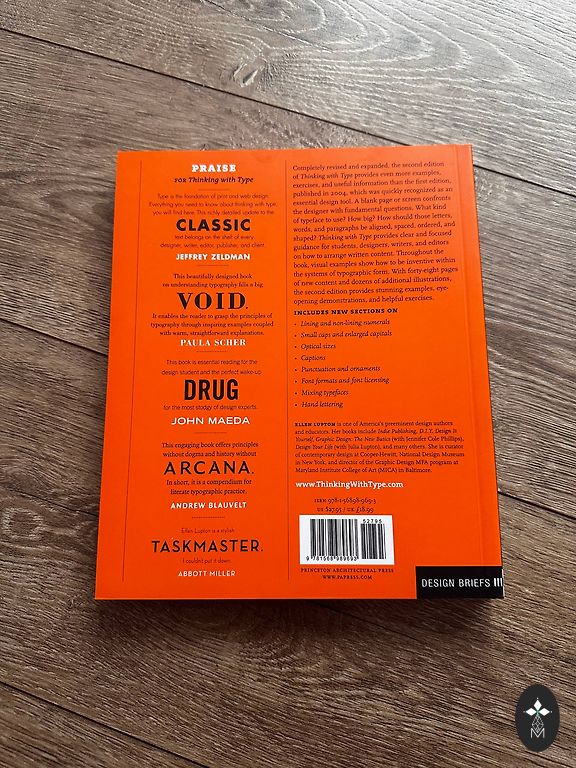 PRAISE
FOR Thinking with Type
Type is the foundation of print and web design.
Everything you need to know about thinking with type,
you will find here. This richly detailed update to the
CLASSIC
text belongs on the shelf of every
designer, writer, editor, publisher, and client.
JEFFREY ZELDMAN
This beautifully designed book
on understanding typography fills a big
VOID.
It enables the reader to grasp the principles of
typography through inspiring examples coupled
with warm, straightforward explanations.
PAULA SCHER
This book is essential reading for the
design student and the perfect wake-up
DRUG
for the most stodgy of design experts.
JOHN MAEDA
This engaging book offers principles
without dogma and history without
ARCANA.
In short, it is a compendium for
literate typographic practice.
ANDREW BLAUVELT
Ellen Lupton is a stylish
TASKMASTER.
I couldn't put it down.
ABBOTT MILLER
Completely revised and expanded, the second edition
of Thinking with Type provides even more examples,
exercises, and useful information than the first edition,
published in 2004, which was quickly recognized as an
essential design tool. A blank page or screen confronts
the designer with fundamental questions. What kind
of typeface to use? How big? How should those letters,
words, and paragraphs be aligned, spaced, ordered, and
shaped? Thinking with Type provides clear and focused
guidance for students, designers, writers, and editors
on how to arrange written content. Throughout the
book, visual examples show how to be inventive within
the systems of typographic form. With forty-eight pages
of new content and dozens of additional illustrations,
the second edition provides stunning examples, eye-
opening demonstrations, and helpful exercises.
INCLUDES NEW SECTIONS ON
• Lining and non-lining numerals
• Small caps and enlarged capitals
• Optical sizes
• Captions
• Punctuation and ornaments
• Font formats and font licensing
• Mixing typefaces
• Hand lettering
ELLEN LUPTON is one of America's preeminent design authors
and educators. Her books include Indie Publishing, D.I.Y. Design It
Yourself, Graphic Design: The New Basics (with Jennifer Cole Phillips),
Design Your Life (with Julia Lupton), and many others. She is curator
of contemporary design at Cooper-Hewitt, National Design Museum
in New York, and director of the Graphic Design MFA program at
Maryland Institute College of Art (MICA) in Baltimore.
www.ThinkingWithType.com
ISBN 978-1-56898-969-3
US $27.95 / UK £18.99
52795
9 781568 989693
PRINCETON ARCHITECTURAL PRESS
WWW.PAPRESS.COM
DESIGN BRIEFS
M